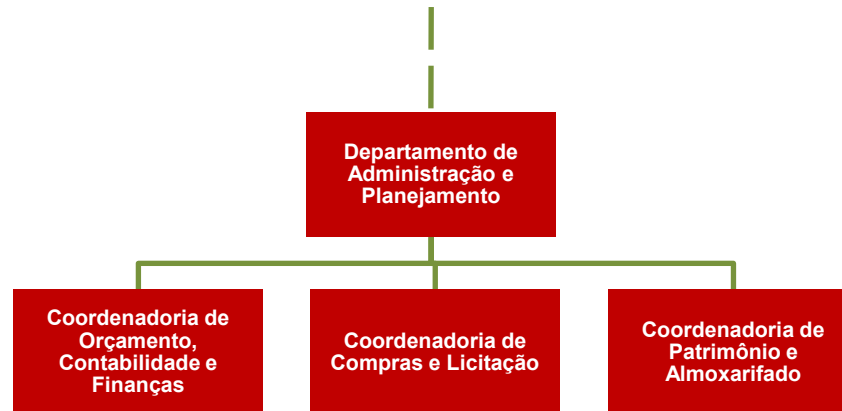 Departamento de
Administração e
Planejamento
Coordenadoria de
Orçamento,
Contabilidade e
Finanças
Coordenadoria de
Compras e Licitação
Coordenadoria de
Patrimônio e
Almoxarifado